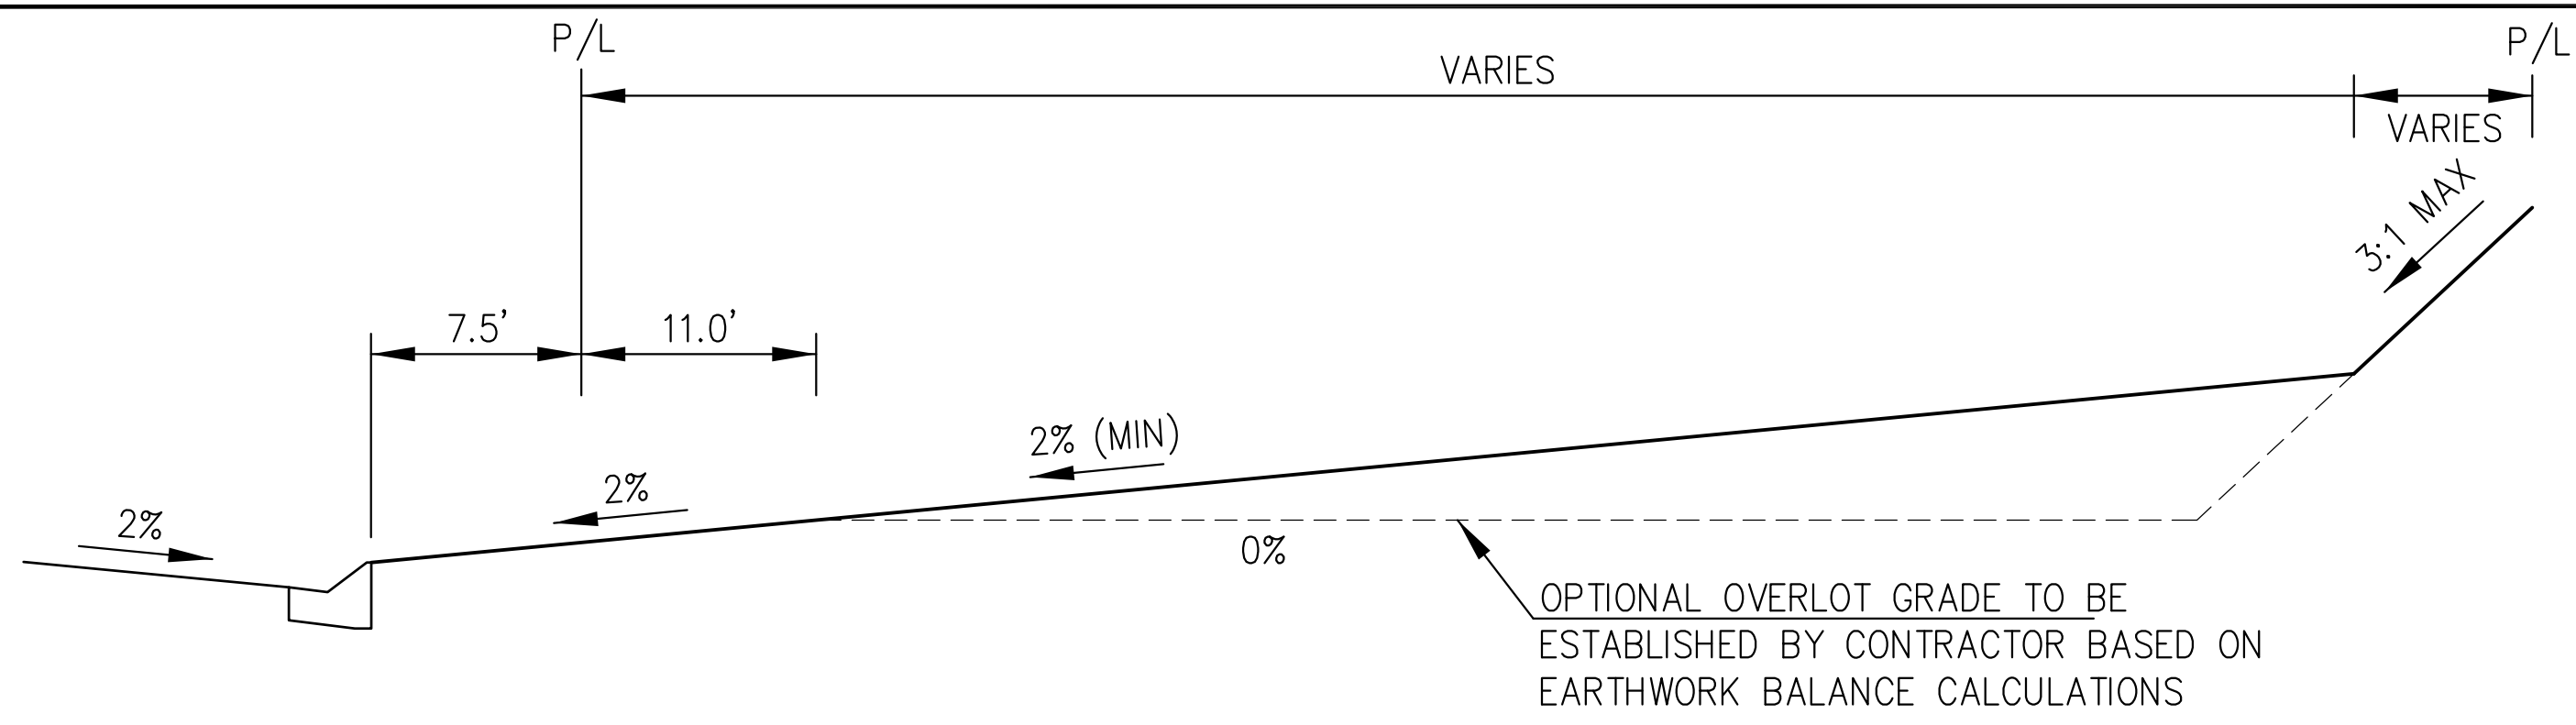 P/L
P/L
VARIES
VARIES
3:1 MAX
7.5'
11.0'
2% (MIN)
2%
2%
0%
OPTIONAL OVERLOT GRADE TO BE
ESTABLISHED BY CONTRACTOR BASED ON
EARTHWORK BALANCE CALCULATIONS